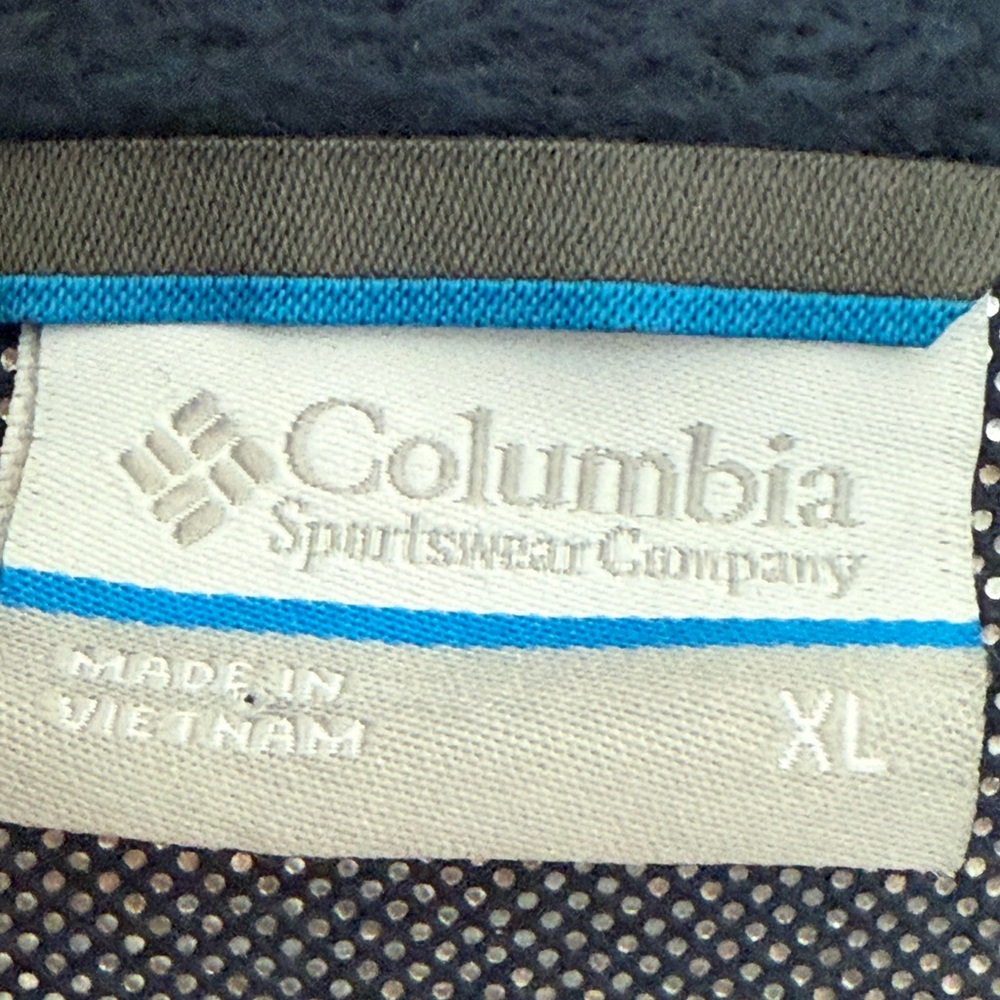 Columbia
Sportswear Company
MADE IN
VIETNAM
XL